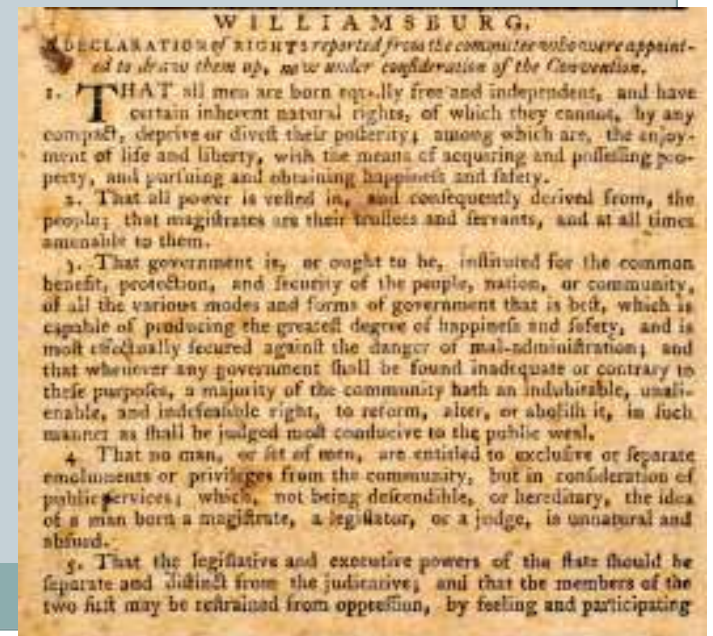 WILLIAMSBURG.
A DECLARATION of RIGHTS reported from the committee who were appoint-
ed to draw them up, now under consideration of the Convention.
1. THAT all men are born equally free and independent, and have
certain inherent natural rights, of which they cannot, by any
compact, deprive or divest their posterity; among which are, the enjoy-
ment of life and liberty, with the means of acquiring and possessing pro-
perty, and pursuing and obtaining happiness and safety.
2. That all power is vested in, and consequently derived from, the
people; that magistrates are their trustees and servants, and at all times
amenable to them.
3. That government is, or ought to be, instituted for the common
benefit, protection, and security of the people, nation, or community,
of all the various modes and forms of government that is best, which is
capable of producing the greatest degree of happiness and safety, and is
most effectually secured against the danger of mal-administration; and
that whenever any government shall be found inadequate or contrary to
these purposes, a majority of the community hath an indubitable, unali-
enable, and indefeasible right, to reform, alter, or abolish it, in such
manner as shall be judged most conducive to the public weal.
4 That no man, or set of men, are entitled to exclusive or separate
emoluments or privileges from the community, but in consideration of
public services; which, not being descendible, or hereditary, the idea
of a man born a magistrate, a legislator, or a judge, is unnatural and
absurd.
5. That the legislative and executive powers of the state should be
separate and distinct from the judicative; and that the members of the
two first may be restrained from oppression, by feeling and participating